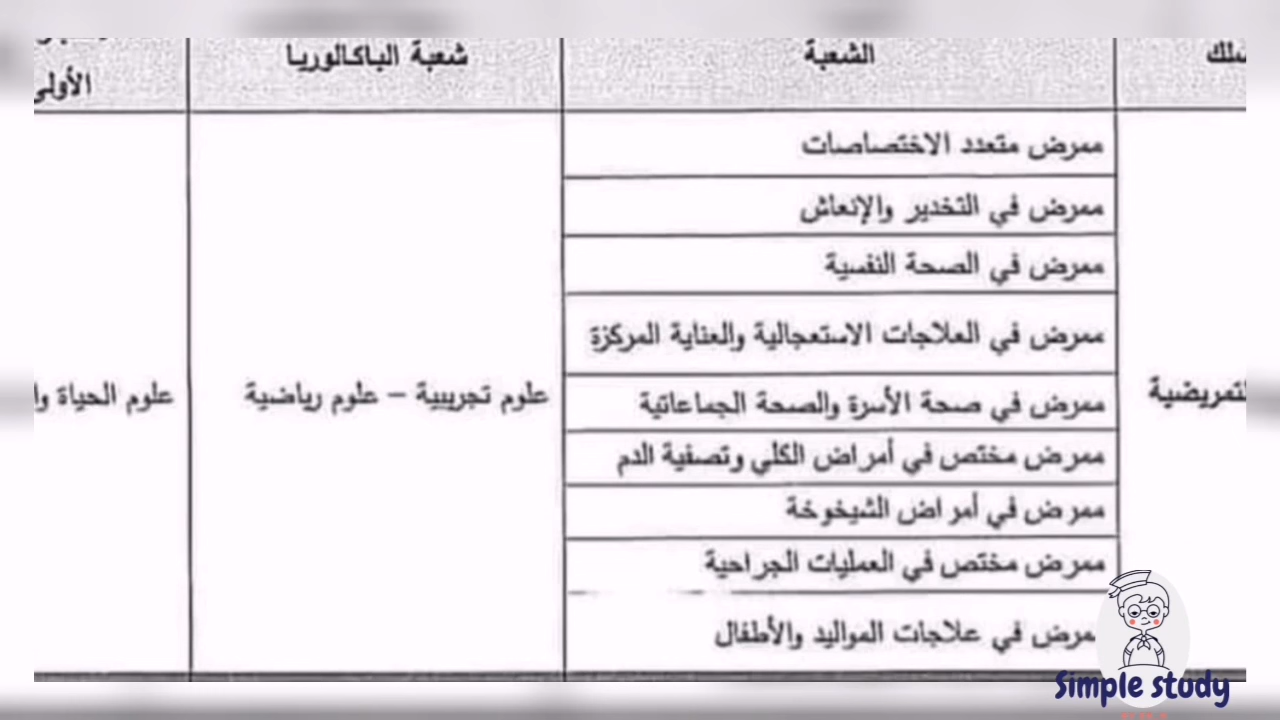 الشعبة
شعبة الباكالوريا
الأولى
ممرض متعدد الاختصاصات
ممرض في التخدير والإنعاش
ممرض في الصحة النفسية
ممرض في العلاجات الاستعجالية والعناية المركزة
ممرض في صحة الأسرة والصحة الجماعاتية
ممرض مختص في أمراض الكلي وتصفية الدم
ممرض في أمراض الشيخوخة
ممرض مختص في العمليات الجراحية
ممرض في علاجات المواليد والأطفال
علوم تجريبية – علوم رياضية
علوم الحياة
Simple study